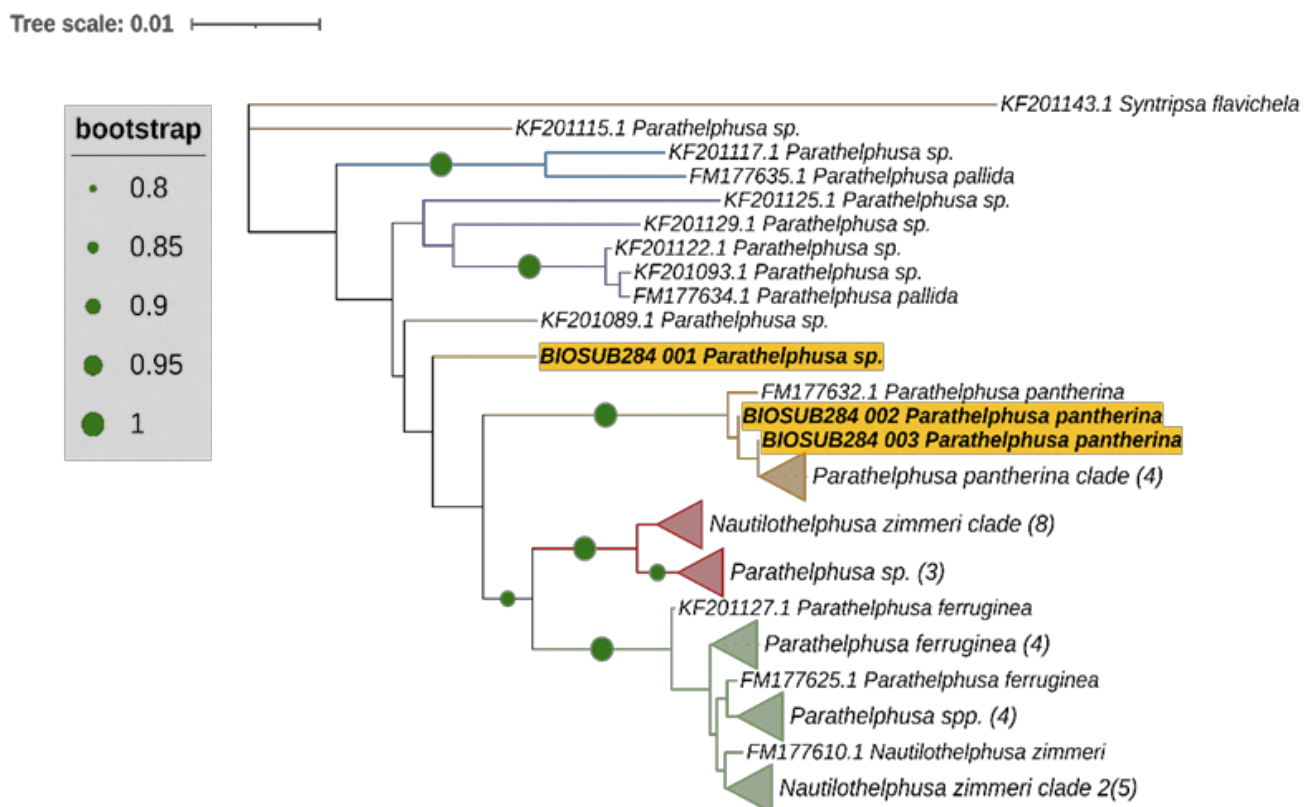 Tree scale: 0.01
bootstrap
0.8
0.85
0.9
0.95
1
KF201143.1 Syntripsa flavichela
KF201115.1 Parathelphusa sp.
KF201117.1 Parathelphusa sp.
FM177635.1 Parathelphusa pallida
KF201125.1 Parathelphusa sp.
KF201129.1 Parathelphusa sp.
KF201122.1 Parathelphusa sp.
KF201093.1 Parathelphusa sp.
FM177634.1 Parathelphusa pallida
KF201089.1 Parathelphusa sp.
BIOSUB284 001 Parathelphusa sp.
FM177632.1 Parathelphusa pantherina
BIOSUB284 002 Parathelphusa pantherina
BIOSUB284 003 Parathelphusa pantherina
Parathelphusa pantherina clade (4)
Nautilothelphusa zimmeri clade (8)
Parathelphusa sp. (3)
KF201127.1 Parathelphusa ferruginea
Parathelphusa ferruginea (4)
FM177625.1 Parathelphusa ferruginea
Parathelphusa spp. (4)
FM177610.1 Nautilothelphusa zimmeri
Nautilothelphusa zimmeri clade 2(5)